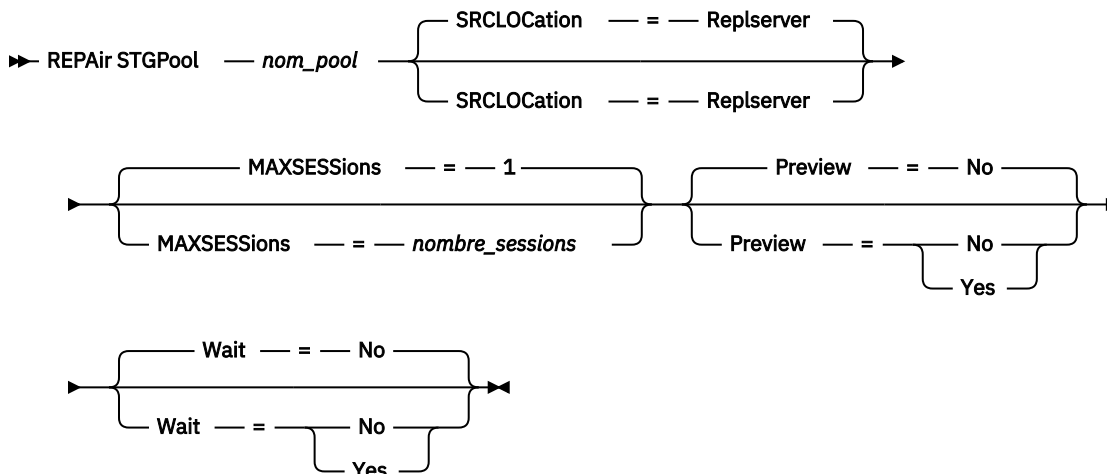 SRCLOCation = Replserver
REPAir STGPool nom_pool
SRCLOCation = Replserver
MAXSESSions = 1 Preview = No
MAXSESSions = nombre_sessions Preview = No
Yes
Wait = No
Wait = No
Yes